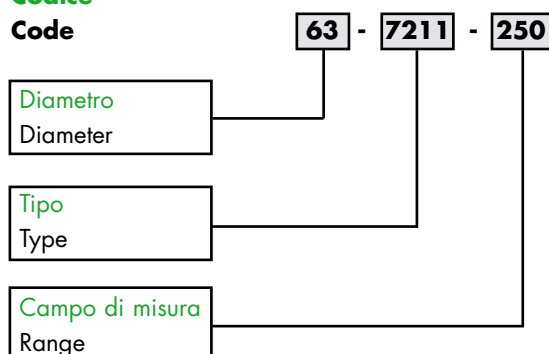 Codice
Code 63 - 7211 - 250
Diametro
Diameter
Tipo
Type
Campo di misura
Range